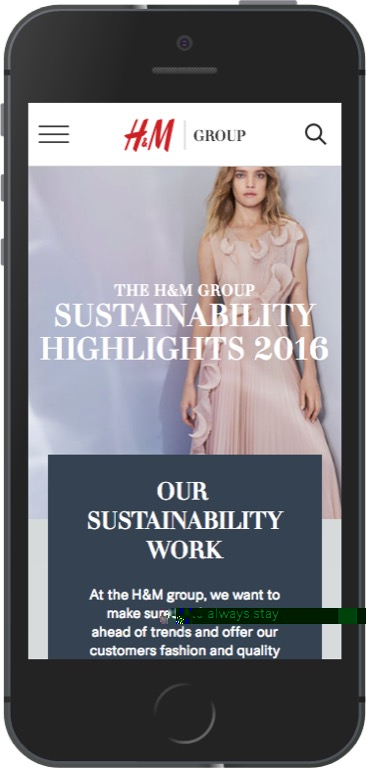 H&M GROUP
THE H&M GROUP
SUSTAINABILITY
HIGHLIGHTS 2016
OUR
SUSTAINABILITY
WORK
At the H&M group, we want to
make sure always stay
ahead of trends and offer our
customers fashion and quality